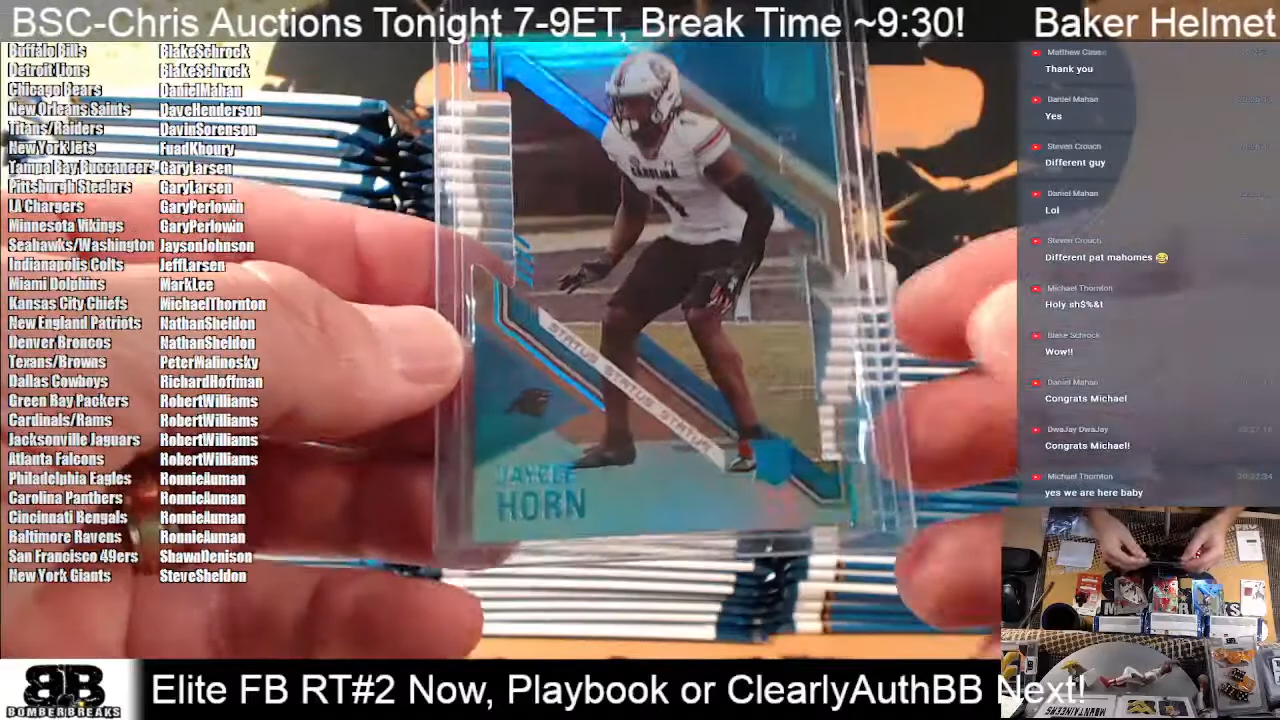 BSC-Chris Auctions Tonight 7-9ET, Break Time ~9:30! Baker Helmet
Buffalo Bills BlakeSchrock
Detroit Lions BlakeSchrock
Chicago Bears DanielMahan
New Orleans Saints DaveHenderson
Titans/Raiders DavinSorenson
New York Jets FuadKhoury
Tampa Bay Buccaneers GaryLarsen
Pittsburgh Steelers GaryLarsen
LA Chargers GaryPerlowin
Minnesota Vikings GaryPerlowin
Seahawks/Washington JaysonJohnson
Indianapolis Colts JeffLarsen
Miami Dolphins MarkLee
Kansas City Chiefs MichaelThornton
New England Patriots NathanSheldon
Denver Broncos NathanSheldon
Texans/Browns PeterMalinosky
Dallas Cowboys RichardHoffman
Green Bay Packers RobertWilliams
Cardinals/Rams RobertWilliams
Jacksonville Jaguars RobertWilliams
Atlanta Falcons RobertWilliams
Philadelphia Eagles RonnieAuman
Carolina Panthers RonnieAuman
Cincinnati Bengals RonnieAuman
Baltimore Ravens RonnieAuman
San Francisco 49ers ShawnDenison
New York Giants SteveSheldon
CAROLINA
1
STATUS STATUS STATUS
JAYCEE
HORN
Matthew Case
Thank you
Daniel Mahan
Yes
Steven Crouch
Different guy
Daniel Mahan
Lol
Steven Crouch
Different pat mahomes 😂
Michael Thornton
Holy sh$%&t
Blake Schrock
Wow!!
Daniel Mahan
Congrats Michael
DwaJay DwaJay
Congrats Michael!
Michael Thornton
yes we are here baby
MOUNTAINEERS
BB
BOMBERBREAKS
Elite FB RT#2 Now, Playbook or ClearlyAuthBB Next!